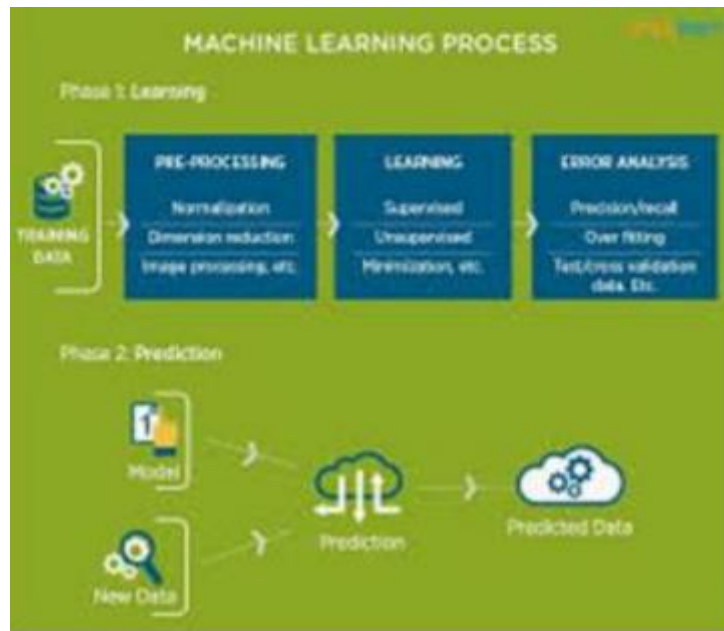 MACHINE LEARNING PROCESS
Phase 1: Learning
TRAINING
DATA
PRE-PROCESSING
Normalization
Dimension reduction
Image processing, etc.
LEARNING
Supervised
Unsupervised
Minimization, etc.
ERROR ANALYSIS
Precision/recall
Over fitting
Test/cross validation
data. Etc.
Phase 2: Prediction
1
Model
New Data
Prediction
Predicted Data